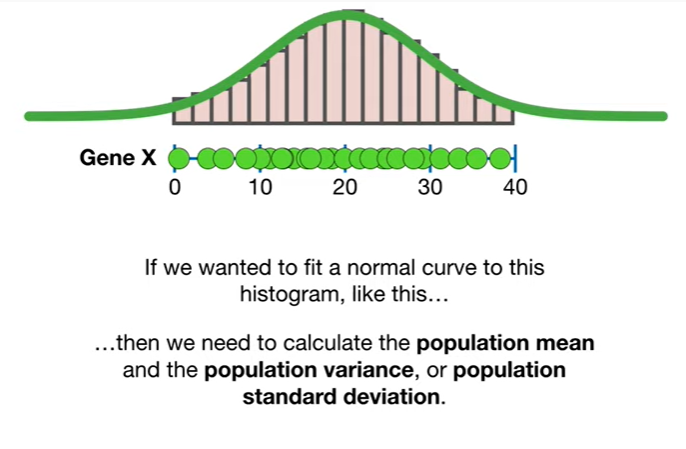 Gene X
0 10 20 30 40
If we wanted to fit a normal curve to this
histogram, like this…
…then we need to calculate the population mean
and the population variance, or population
standard deviation.